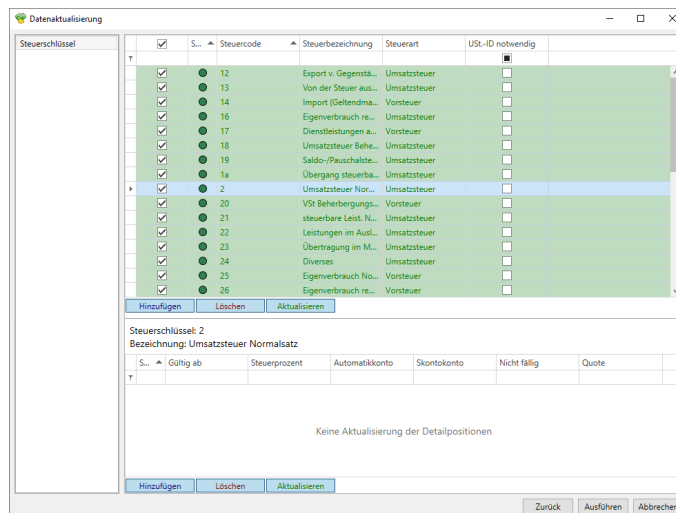 Datenaktualisierung
Steuerschlüssel
S... Steuercode Steuerbezeichnung Steuerart USt.-ID notwendig
12 Export v. Gegenstä... Umsatzsteuer
13 Von der Steuer aus... Umsatzsteuer
14 Import (Geltendma... Vorsteuer
16 Eigenverbrauch re... Umsatzsteuer
17 Dienstleistungen a... Vorsteuer
18 Umsatzsteuer Behe... Umsatzsteuer
19 Saldo-/Pauschalste... Umsatzsteuer
1a Übergang steuerba... Umsatzsteuer
2 Umsatzsteuer Nor... Umsatzsteuer
20 VSt Beherbergungs... Vorsteuer
21 steuerbare Leist. N... Umsatzsteuer
22 Leistungen im Ausl... Umsatzsteuer
23 Übertragung im M... Umsatzsteuer
24 Diverses Umsatzsteuer
25 Eigenverbrauch No... Vorsteuer
26 Eigenverbrauch re... Vorsteuer
Hinzufügen Löschen Aktualisieren
Steuerschlüssel: 2
Bezeichnung: Umsatzsteuer Normalsatz
S... Gültig ab Steuerprozent Automatikkonto Skontokonto Nicht fällig Quote
Keine Aktualisierung der Detailpositionen
Hinzufügen Löschen Aktualisieren
Zurück Ausführen Abbrechen